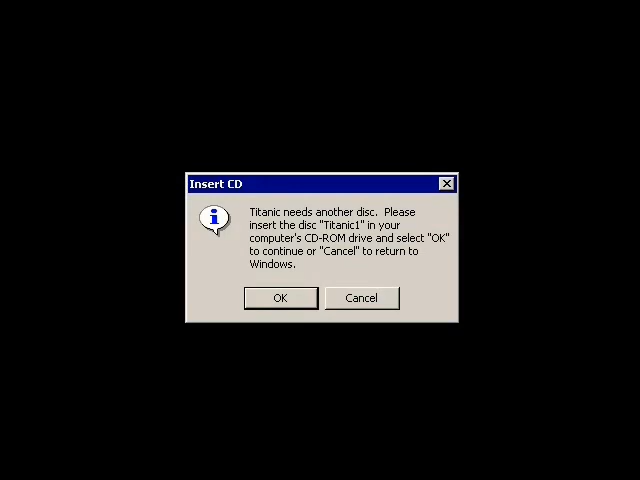 Insert CD
Titanic needs another disc.  Please
insert the disc "Titanic1" in your
computer's CD-ROM drive and select "OK"
to continue or "Cancel" to return to
Windows.
OK
Cancel